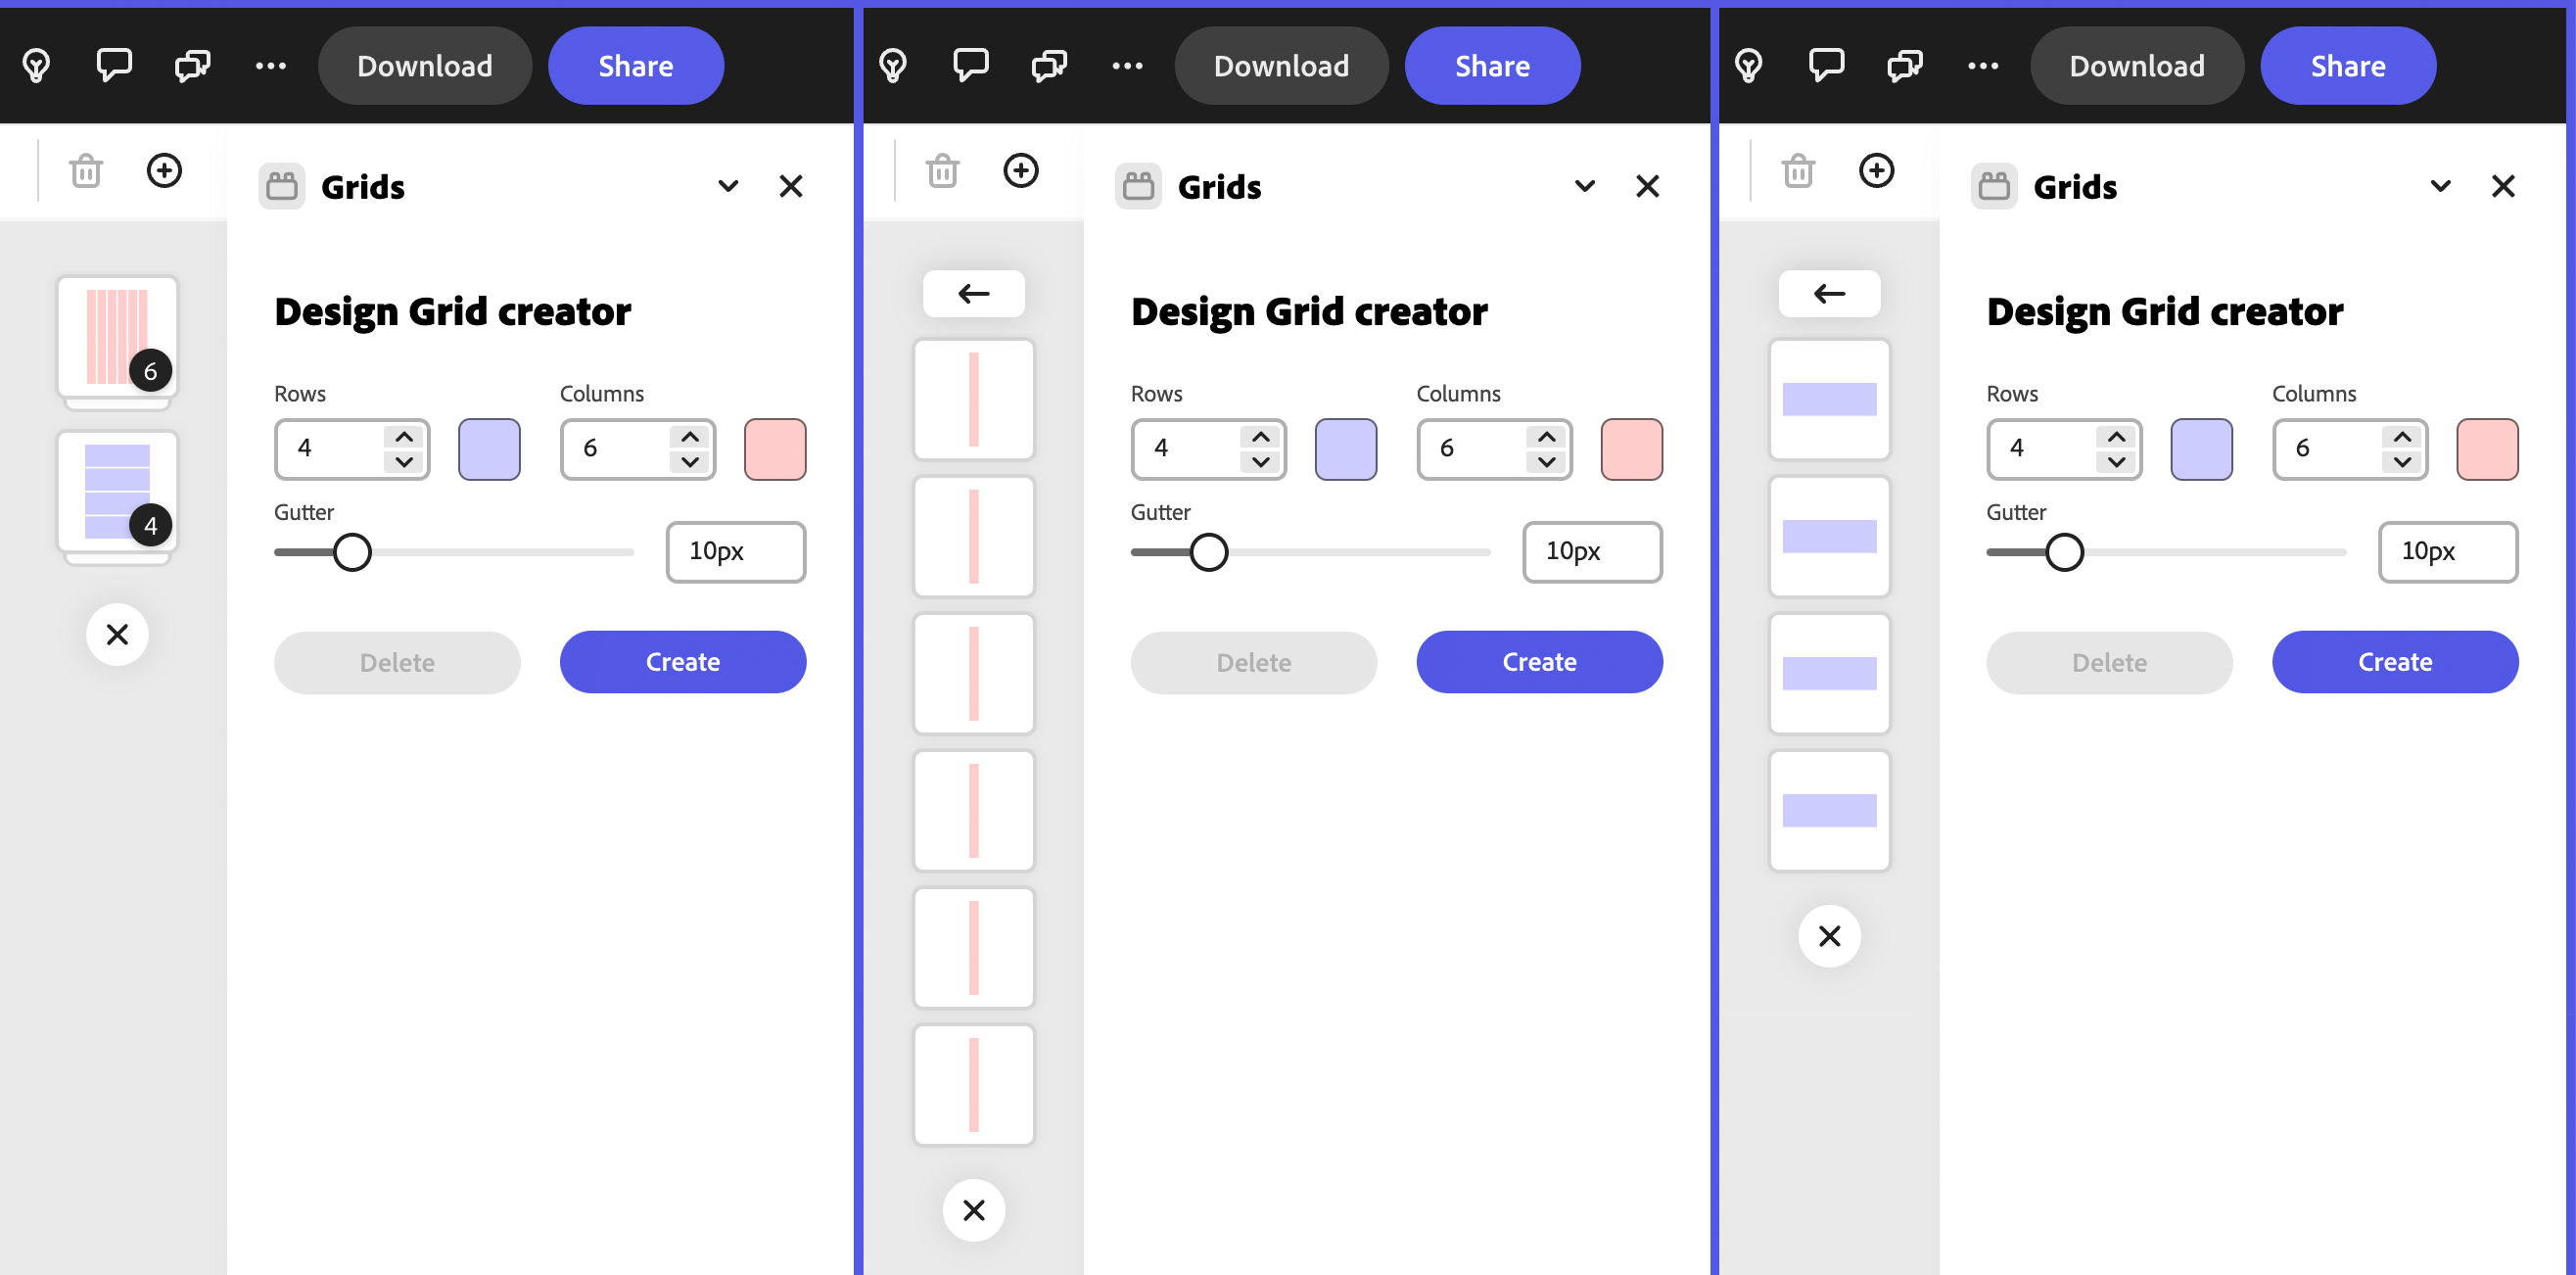 Download Share
Grids
Design Grid creator
Rows Columns
4 6
Gutter
10px
Delete Create
6
4
Download Share
Grids
Design Grid creator
Rows Columns
4 6
Gutter
10px
Delete Create
Download Share
Grids
Design Grid creator
Rows Columns
4 6
Gutter
10px
Delete Create